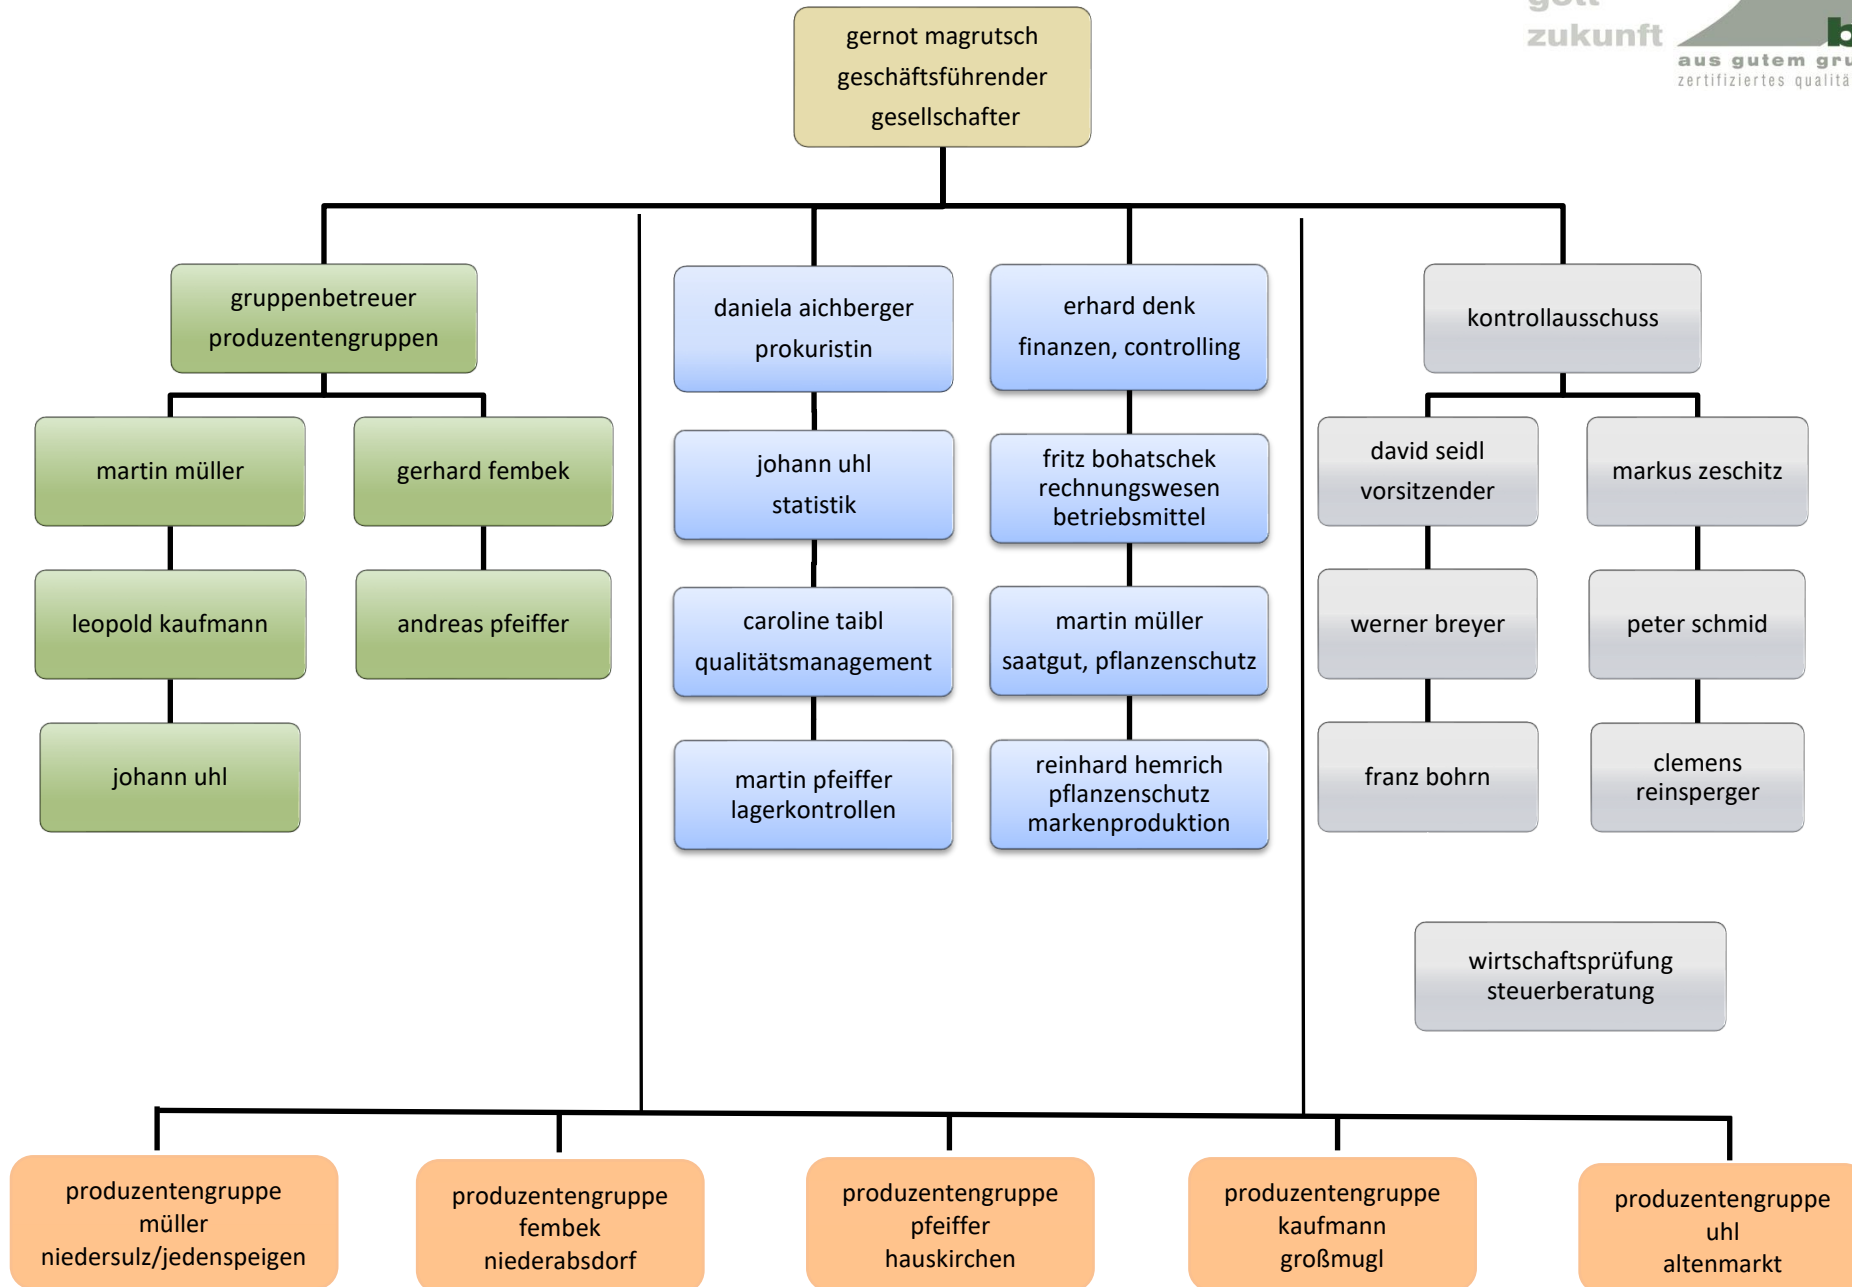 zukunft
aus gutem
zertifiziertes
gernot magrutsch
geschäftsführender
gesellschafter
gruppenbetreuer
produzentengruppen
daniela aichberger
prokuristin
erhard denk
finanzen, controlling
kontrollausschuss
martin müller
gerhard fembek
johann uhl
statistik
fritz bohatschek
rechnungswesen
betriebsmittel
david seidl
vorsitzender
markus zeschitz
leopold kaufmann
andreas pfeiffer
caroline taibl
qualitätsmanagement
martin müller
saatgut, pflanzenschutz
werner breyer
peter schmid
johann uhl
martin pfeiffer
lagerkontrollen
reinhard hemrich
pflanzenschutz
markenproduktion
franz bohrn
clemens
reinsperger
wirtschaftsprüfung
steuerberatung
produzentengruppe
müller
niedersulz/jedenspeigen
produzentengruppe
fembek
niederabsdorf
produzentengruppe
pfeiffer
hauskirchen
produzentengruppe
kaufmann
großmugl
produzentengruppe
uhl
altenmarkt